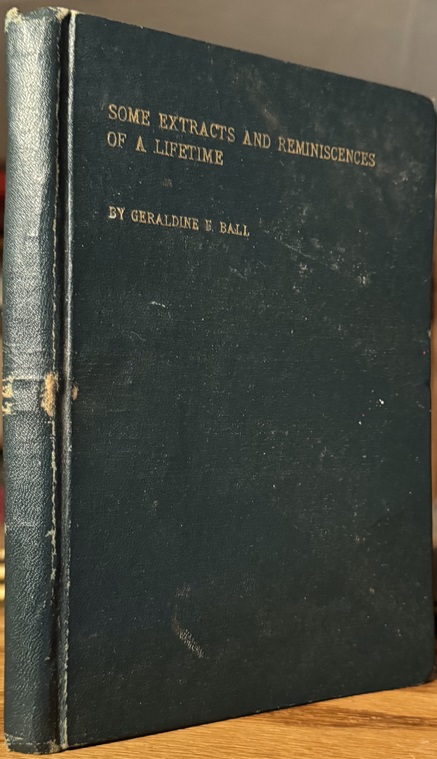 SOME EXTRACTS AND REMINISCENCES
OF A LIFETIME
BY GERALDINE BALL